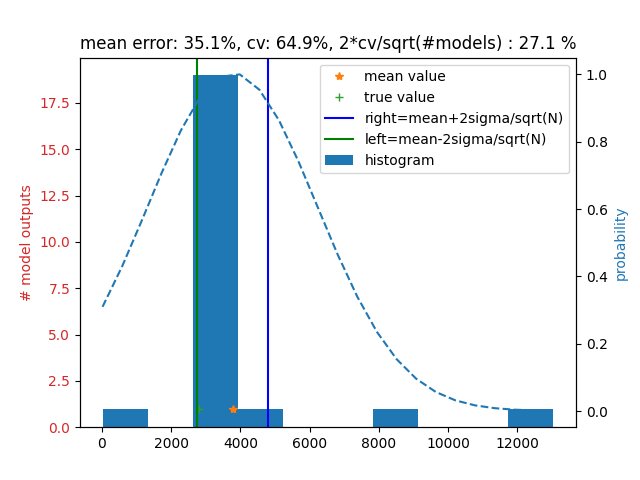 mean error: 35.1%, cv: 64.9%, 2*cv/sqrt(#models) : 27.1 %
mean value
true value
right=mean+2sigma/sqrt(N)
left=mean-2sigma/sqrt(N)
histogram
# model outputs
17.5
15.0
12.5
10.0
7.5
5.0
2.5
0.0
0
2000
4000
6000
8000
10000
12000
1.0
0.8
0.6
0.4
0.2
0.0
probability